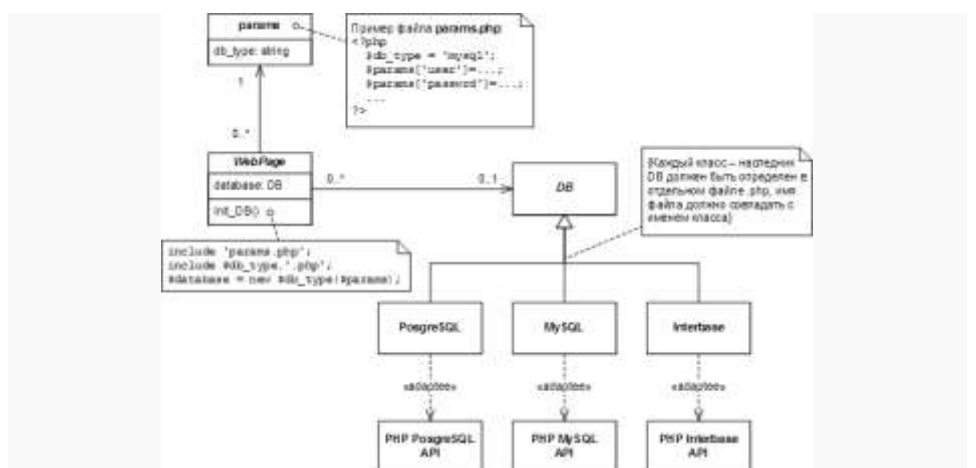 params
db_type: string
Пример файла params.php
<?php
$db_type = 'mysql';
$params['user']=...;
$params['password']=...;
...
?>
1
0..*
WebPage
database: DB
init_DB()
0..*
0..1
DB
{Каждый класс – наследник
DB должен быть определен в
отдельном файле .php, имя
файла должно совпадать с
именем класса}
include 'params.php';
include $db_type.'.php';
$database = new $db_type($params);
PosgreSQL
MySQL
Interbase
«adaptee»
«adaptee»
«adaptee»
PHP PosgreSQL
API
PHP MySQL
API
PHP Interbase
API